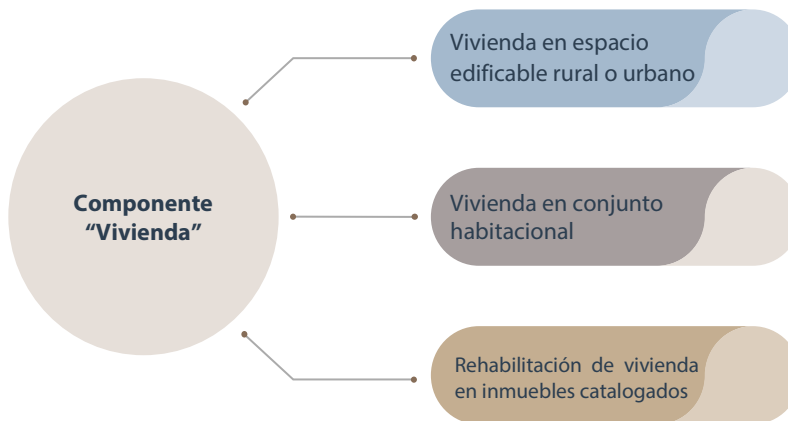 Componente
“Vivienda”
Vivienda en espacio
edificable rural o urbano
Vivienda en conjunto
habitacional
Rehabilitación de vivienda
en inmuebles catalogados